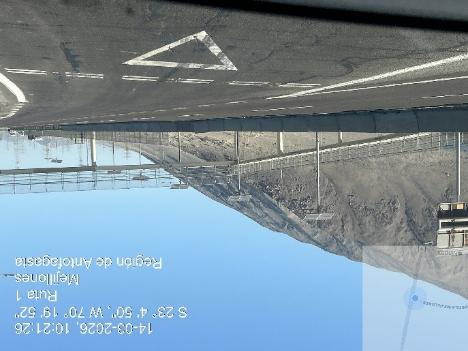 14-03-2026, 10:21:26
S 23° 4' 50", W 70° 19' 52"
Ruta 1
Mejillones
Región de Antofagasta